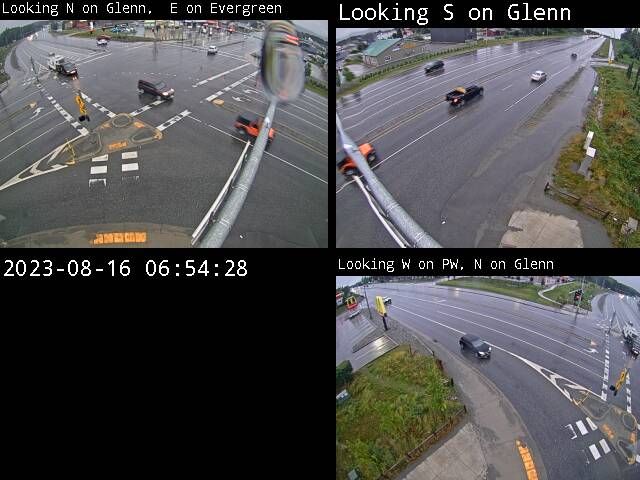 Looking N on Glenn, E on Evergreen
Looking S on Glenn
2023-08-16 06:54:28
Looking W on PW, N on Glenn